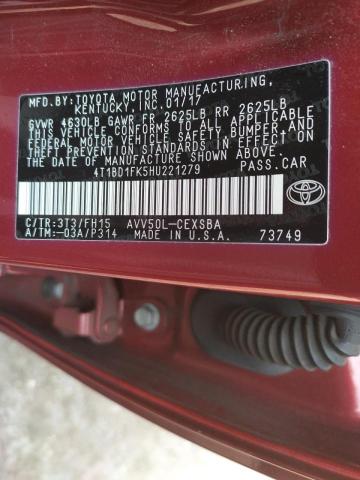 MFD. BY: TOYOTA MOTOR MANUFACTURING,
KENTUCKY, INC. 01/17
GVWR 4630LB GAWR FR 2625LB RR 2625LB
THIS VEHICLE CONFORMS TO ALL APPLICABLE
FEDERAL MOTOR VEHICLE SAFETY, BUMPER, AND
THEFT PREVENTION STANDARDS IN EFFECT ON
THE DATE OF MANUFACTURE SHOWN ABOVE.
4T1BD1FK5HU221279 PASS.CAR
C/TR:3T3/FH15 AVV50L-CEXSBA
A/TM:-03A/P314 MADE IN U.S.A. 73749
TOYOTA